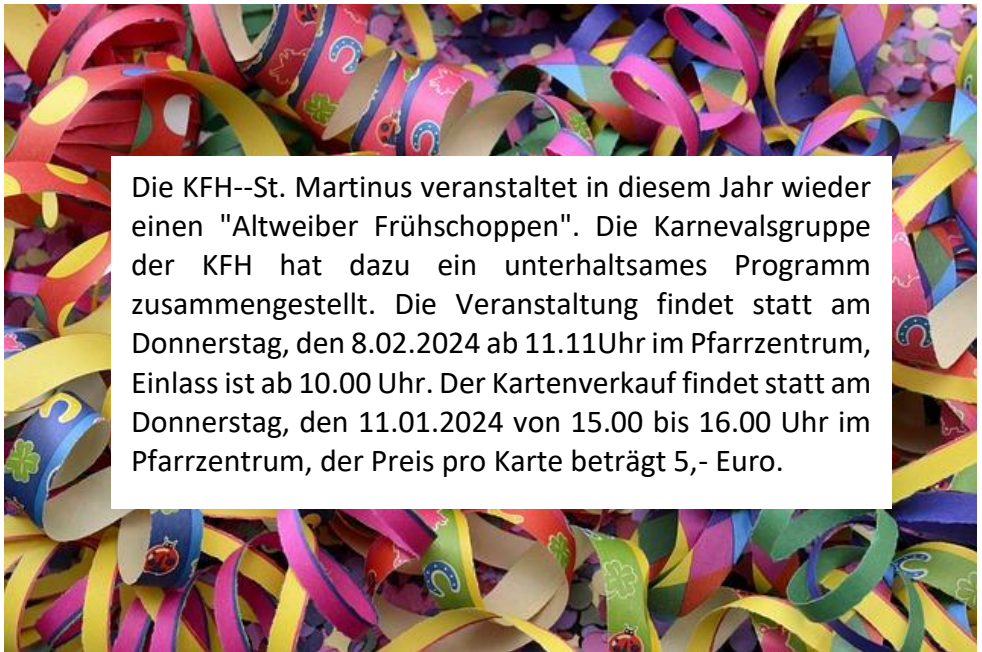 Die KFH--St. Martinus veranstaltet in diesem Jahr wieder
einen "Altweiber Frühschoppen". Die Karnevalsgruppe
der KFH hat dazu ein unterhaltsames Programm
zusammengestellt. Die Veranstaltung findet statt am
Donnerstag, den 8.02.2024 ab 11.11Uhr im Pfarrzentrum,
Einlass ist ab 10.00 Uhr. Der Kartenverkauf findet statt am
Donnerstag, den 11.01.2024 von 15.00 bis 16.00 Uhr im
Pfarrzentrum, der Preis pro Karte beträgt 5,- Euro.